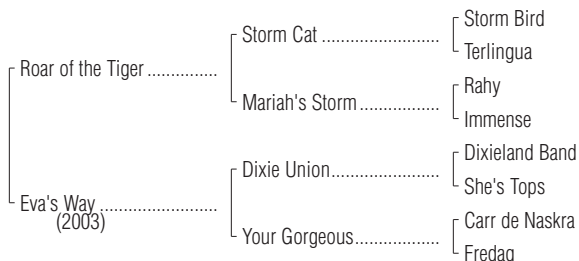 Roar of the Tiger ...............
Storm Cat ..........................
Storm Bird
Terlingua
Mariah's Storm ..................
Rahy
Immense
Eva's Way .........................
(2003)
Dixie Union ........................
Dixieland Band
She's Tops
Your Gorgeous ...................
Carr de Naskra
Fredaq